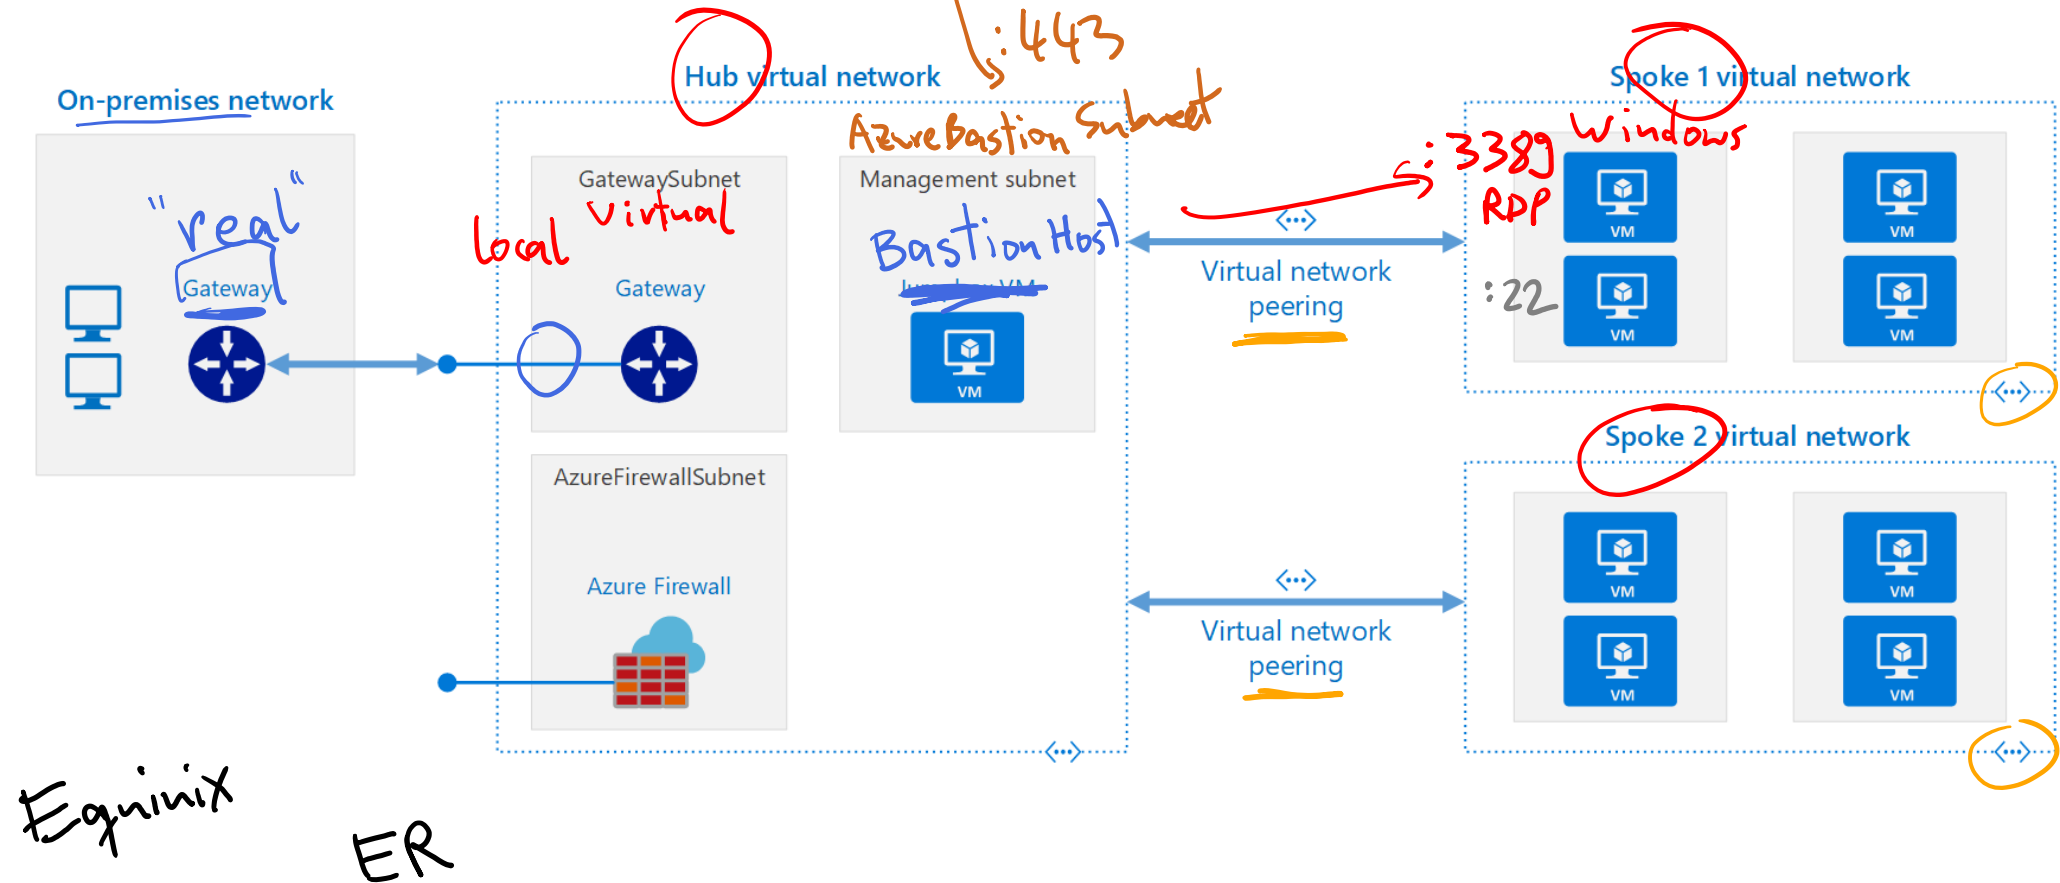 :443
Hub virtual network
Spoke 1 virtual network
On-premises network
AzureBastion Subnet
:3389 Windows
RDP
GatewaySubnet
Virtual
Management subnet
"real"
local
Bastion Host
Gateway
Gateway
VM
VM
VM
VM
VM
:22
Virtual network
peering
Spoke 2 virtual network
AzureFirewallSubnet
Azure Firewall
Virtual network
peering
VM
VM
VM
VM
Equinix
ER